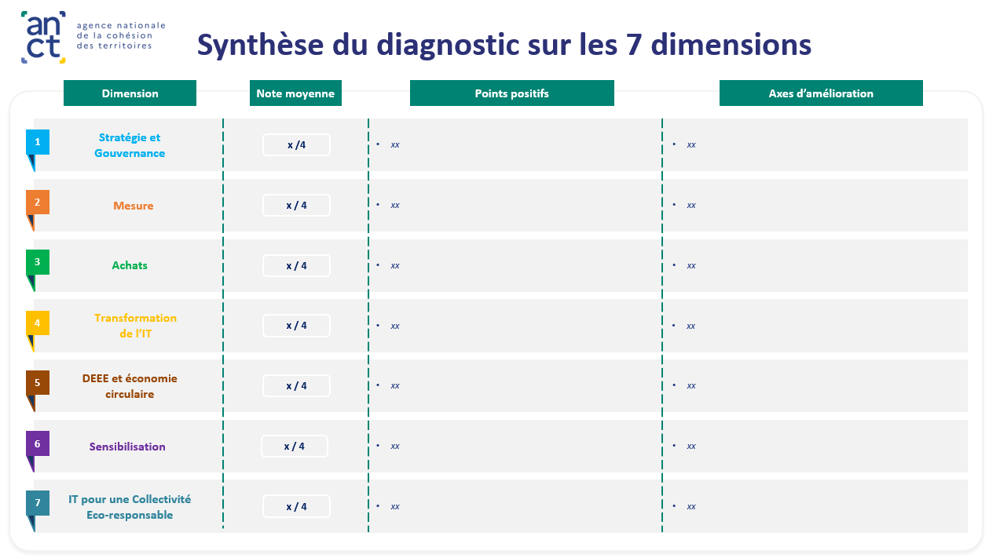 an
ct
agence nationale
de la cohésion
des territoires
Synthèse du diagnostic sur les 7 dimensions
Dimension
Note moyenne
Points positifs
Axes d'amélioration
1
Stratégie et
Gouvernance
x /4
• xx
• xx
2
Mesure
x / 4
• xx
• xx
3
Achats
x / 4
• xx
• xx
4
Transformation
de l'IT
x / 4
• xx
• xx
5
DEEE et économie
circulaire
x / 4
• xx
• xx
6
Sensibilisation
x / 4
• xx
• xx
7
IT pour une Collectivité
Eco-responsable
x / 4
• xx
• xx